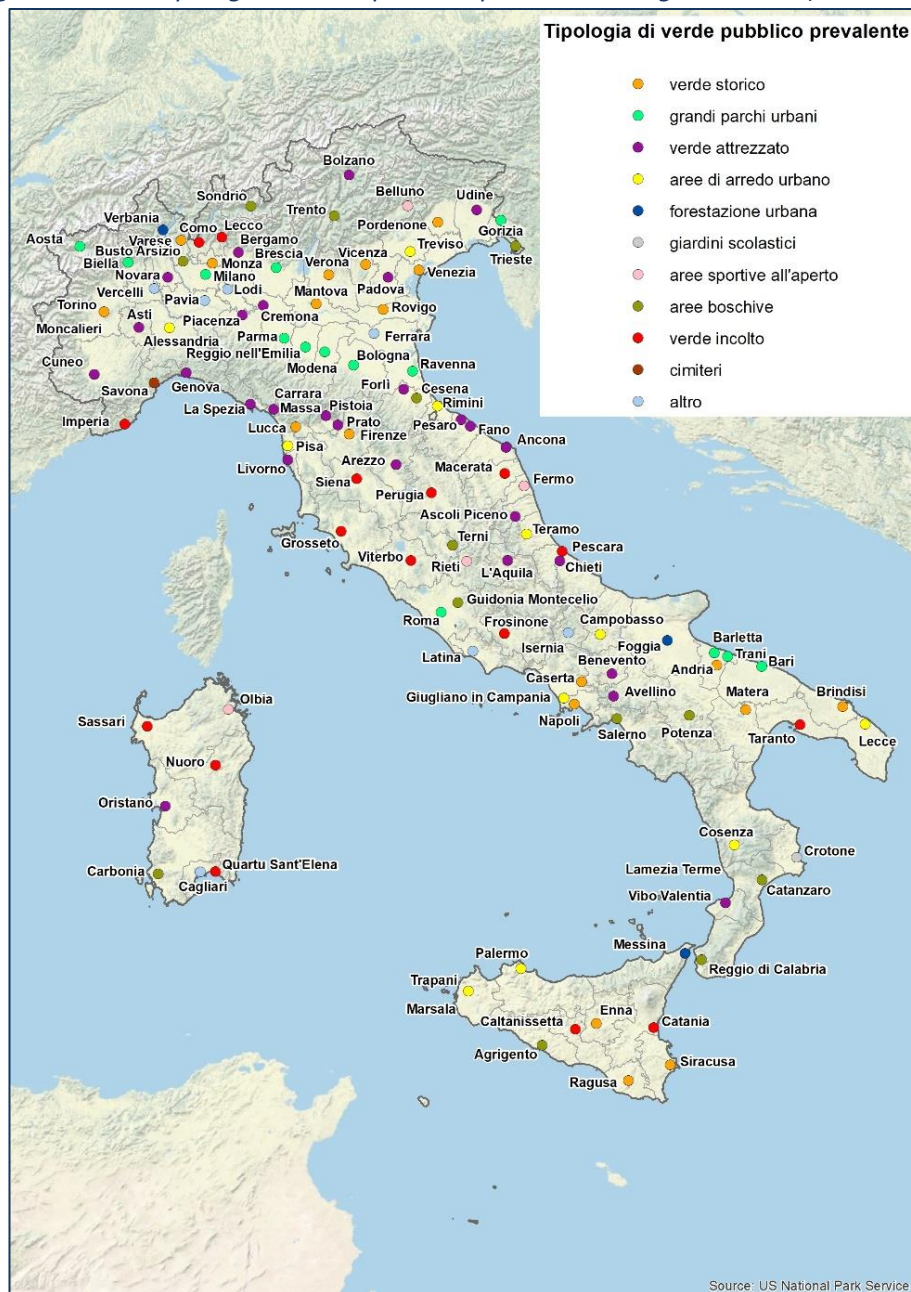 Tipologia di verde pubblico prevalente
verde storico
grandi parchi urbani
verde attrezzato
aree di arredo urbano
forestazione urbana
giardini scolastici
aree sportive all'aperto
aree boschive
verde incolto
cimiteri
altro
Bolzano
Sondrio
Belluno
Udine
Trento
Pordenone
Verbania
Como
Lecco
Gorizia
Aosta
Varese
Bergamo
Treviso
Busto Arsizio
Brescia
Vicenza
Trieste
Biella
Monza
Verona
Venezia
Novara
Milano
Padova
Vercelli
Lodi
Mantova
Torino
Pavia
Rovigo
Asti
Cremona
Moncalieri
Piacenza
Ferrara
Alessandria
Parma
Reggio nell'Emilia
Bologna
Cuneo
Modena
Ravenna
Savona
Genova
Forlì
Cesena
Carrara
La Spezia
Massa
Pistoia
Rimini
Imperia
Lucca
Prato
Pesaro
Fano
Firenze
Pisa
Ancona
Livorno
Arezzo
Macerata
Siena
Perugia
Fermo
Ascoli Piceno
Grosseto
Terni
Teramo
Viterbo
Rieti
Pescara
L'Aquila
Chieti
Guidonia Montecelio
Roma
Frosinone
Campobasso
Isernia
Foggia
Barletta
Latina
Trani
Benevento
Andria
Bari
Caserta
Giugliano in Campania
Avellino
Matera
Brindisi
Olbia
Napoli
Sassari
Salerno
Potenza
Taranto
Lecce
Nuoro
Oristano
Cosenza
Crotone
Carbonia
Quartu Sant'Elena
Lamezia Terme
Cagliari
Catanzaro
Vibo Valentia
Messina
Palermo
Reggio di Calabria
Trapani
Marsala
Enna
Caltanissetta
Catania
Agrigento
Siracusa
Ragusa
Source: US National Park Service